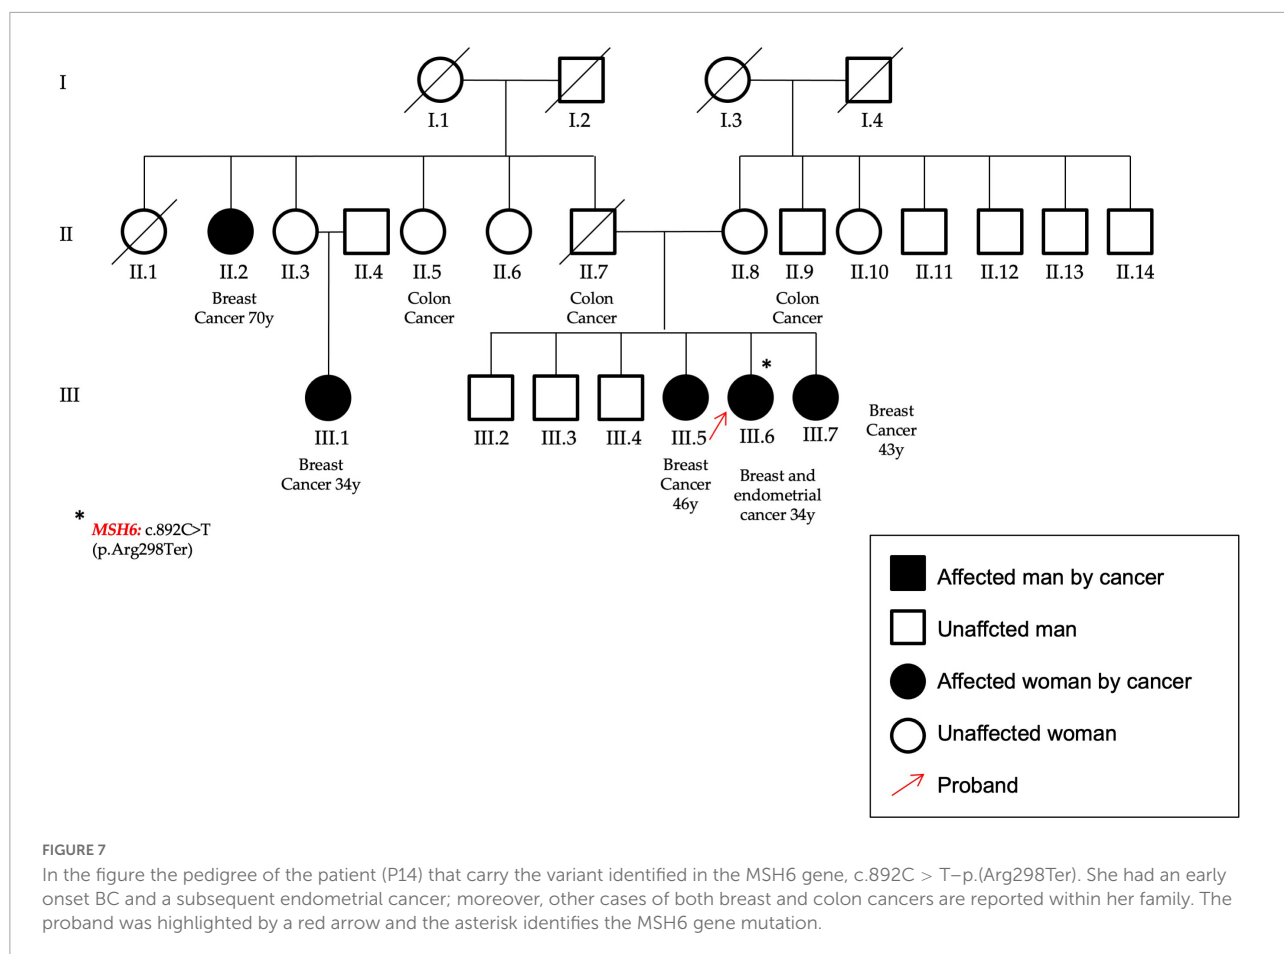 I
I.1
I.2
I.3
I.4
II
II.1
II.2
II.3
II.4
II.5
II.6
II.7
II.8
II.9
II.10
II.11
II.12
II.13
II.14
Breast
Cancer 70y
Colon
Cancer
Colon
Cancer
Colon
Cancer
*
III
III.1
III.2
III.3
III.4
III.5
III.6
III.7
Breast
Cancer 34y
Breast
Cancer
46y
Breast and
endometrial
cancer 34y
Breast
Cancer
43y
*
MSH6: c.892C>T
(p.Arg298Ter)
Affected man by cancer
Unaffcted man
Affected woman by cancer
Unaffected woman
Proband
FIGURE 7
In the figure the pedigree of the patient (P14) that carry the variant identified in the MSH6 gene, c.892C > T–p.(Arg298Ter). She had an early
onset BC and a subsequent endometrial cancer; moreover, other cases of both breast and colon cancers are reported within her family. The
proband was highlighted by a red arrow and the asterisk identifies the MSH6 gene mutation.